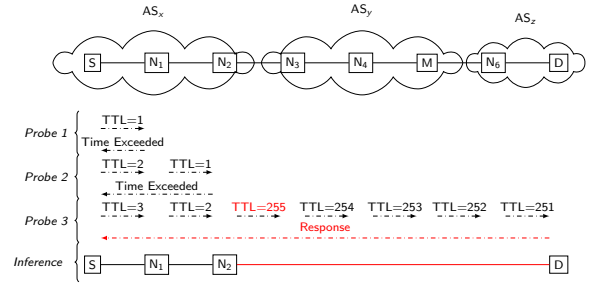 ASx ASy ASz
S N1 N2 N3 N4 M N6 D
Probe 1 TTL=1
Time Exceeded
Probe 2 TTL=2 TTL=1
Time Exceeded
Probe 3 TTL=3 TTL=2 TTL=255 TTL=254 TTL=253 TTL=252 TTL=251
Response
Inference S N1 N2 D